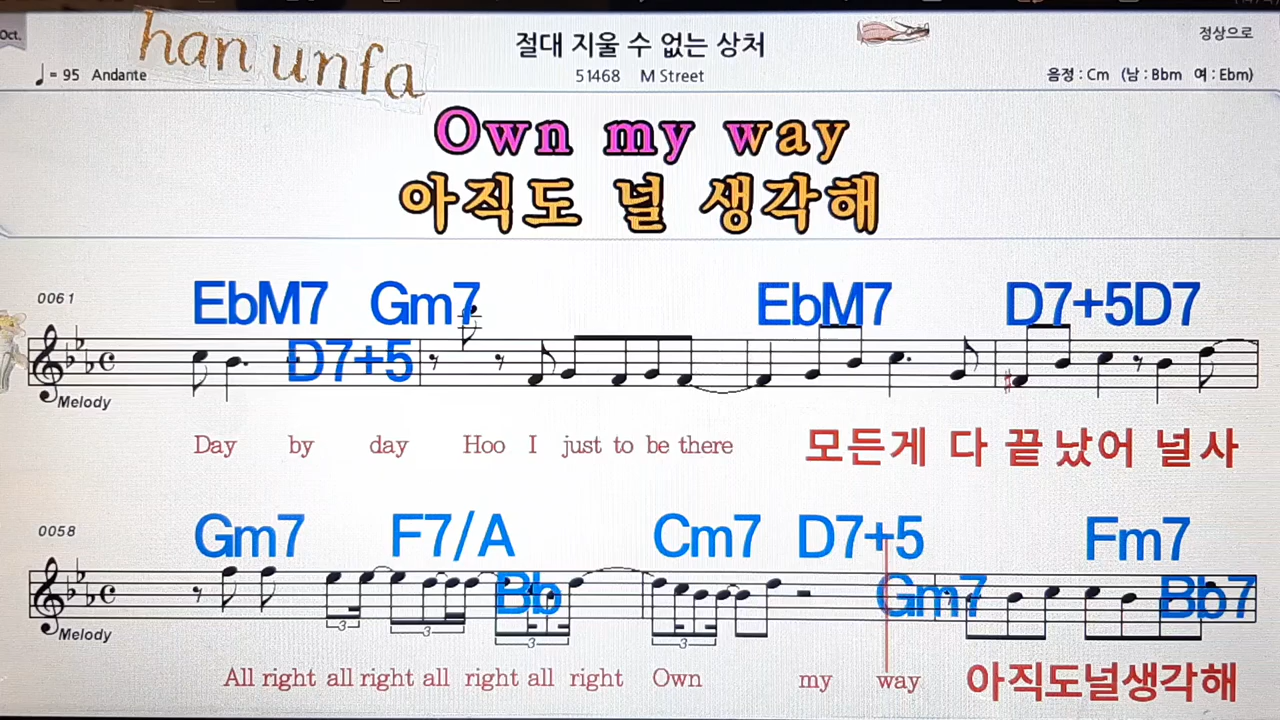 Oct.
han unfa
절대 지울 수 없는 상처
정상으로
♩= 95 Andante
51468 M Street
음정 : Cm (남 : Bbm 여 : Ebm)
Own my way
아직도 널 생각해
0061
EbM7 Gm7 EbM7 D7+5D7
D7+5
Melody
Day by day Hoo I just to be there 모든게 다 끝났어 널사
0058
Gm7 F7/A Cm7 D7+5 Fm7
Bb Gm7 Bb7
3 3 3 3
Melody
All right all right all right all right Own my way 아직도널생각해